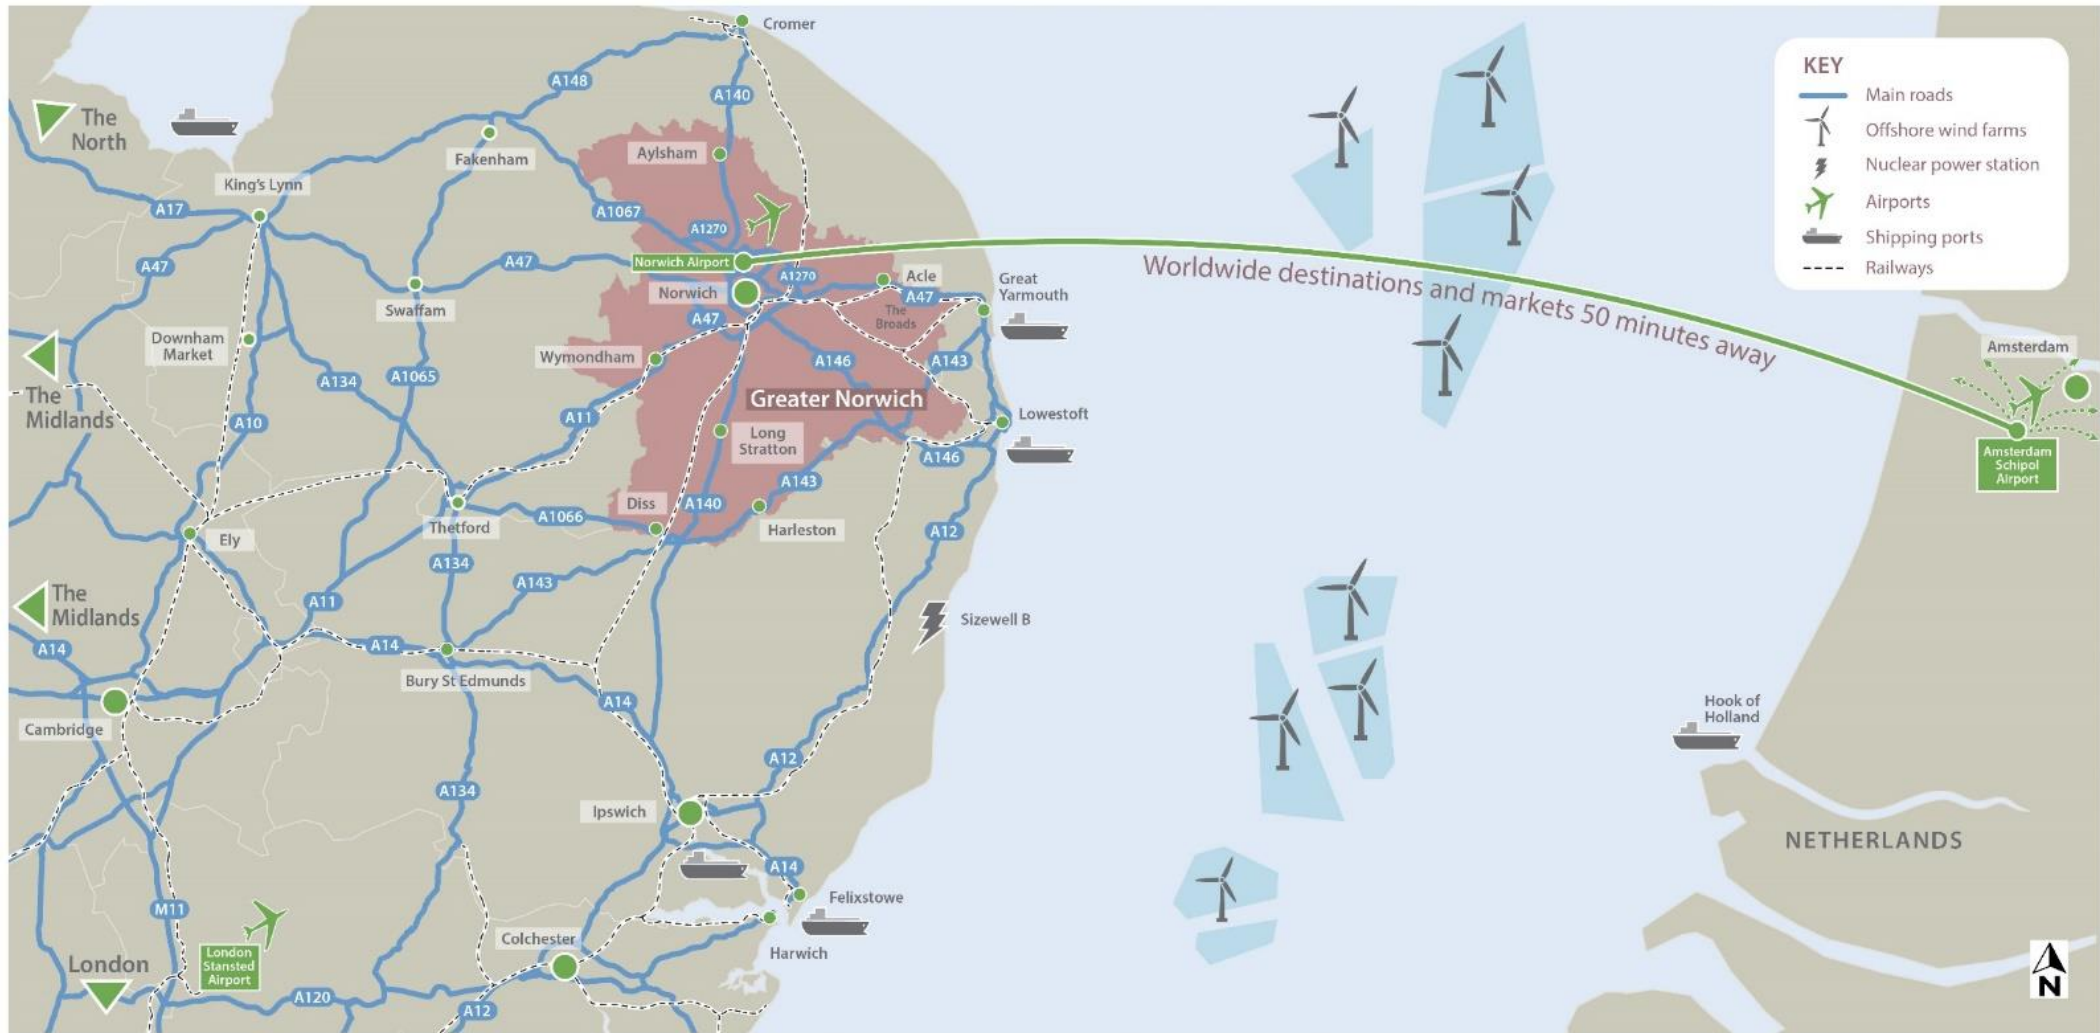 Cromer
A148
A140
The
North
Fakenham
Aylsham
King's Lynn
A17
A1067
A1270
A47
A47
Norwich Airport
A1270
Acle
Great
Yarmouth
Swaffam
Norwich
A47
The
Broads
A47
Downham
Market
Wymondham
A146
A143
A134
A1065
The
Midlands
Greater Norwich
Lowestoft
A10
A11
Long
Stratton
A146
A143
Diss
A140
Thetford
A1066
Harleston
A12
Ely
A134
A143
The
Midlands
A11
Sizewell B
A14
A14
Bury St Edmunds
A14
Cambridge
A12
A134
Ipswich
A14
Felixstowe
M11
Colchester
Harwich
London
London
Stansted
Airport
A120
A12
Worldwide destinations and markets 50 minutes away
KEY
Main roads
Offshore wind farms
Nuclear power station
Airports
Shipping ports
Railways
Amsterdam
Amsterdam
Schipol
Airport
Hook of
Holland
NETHERLANDS
N